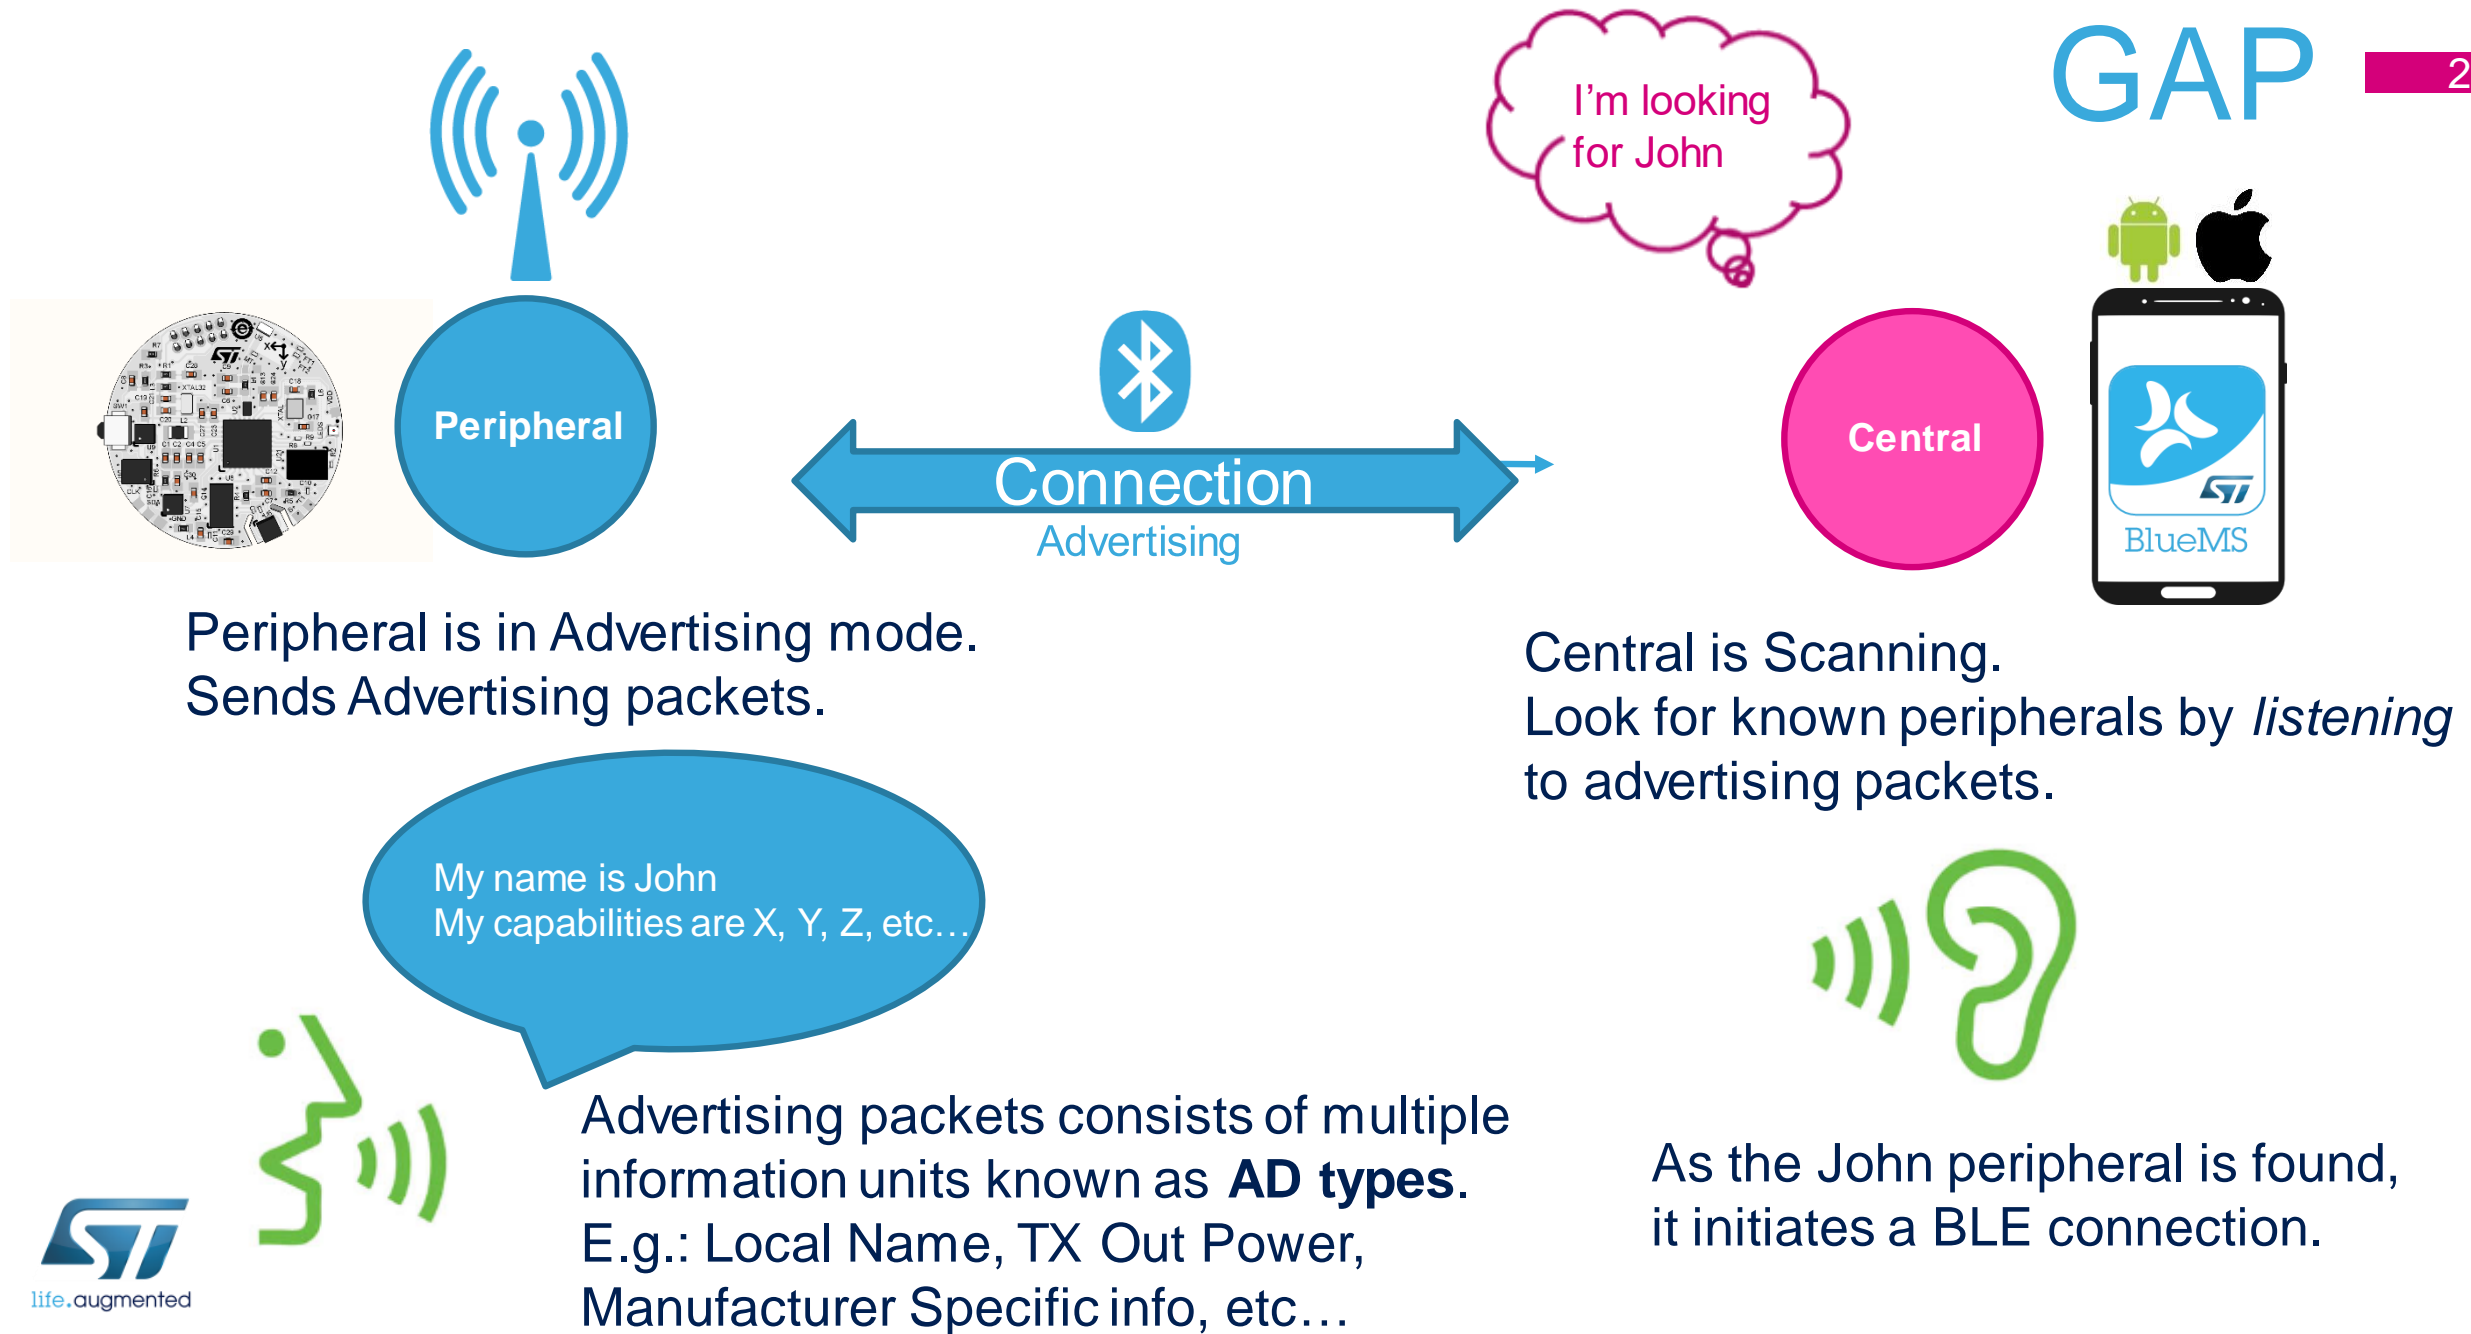 GAP
2
I'm looking
for John
Peripheral
Connection
Advertising
Central
ST
BlueMS
Peripheral is in Advertising mode.
Sends Advertising packets.
Central is Scanning.
Look for known peripherals by listening
to advertising packets.
My name is John
My capabilities are X, Y, Z, etc…
Advertising packets consists of multiple
information units known as AD types.
E.g.: Local Name, TX Out Power,
Manufacturer Specific info, etc…
As the John peripheral is found,
it initiates a BLE connection.
ST
life.augmented